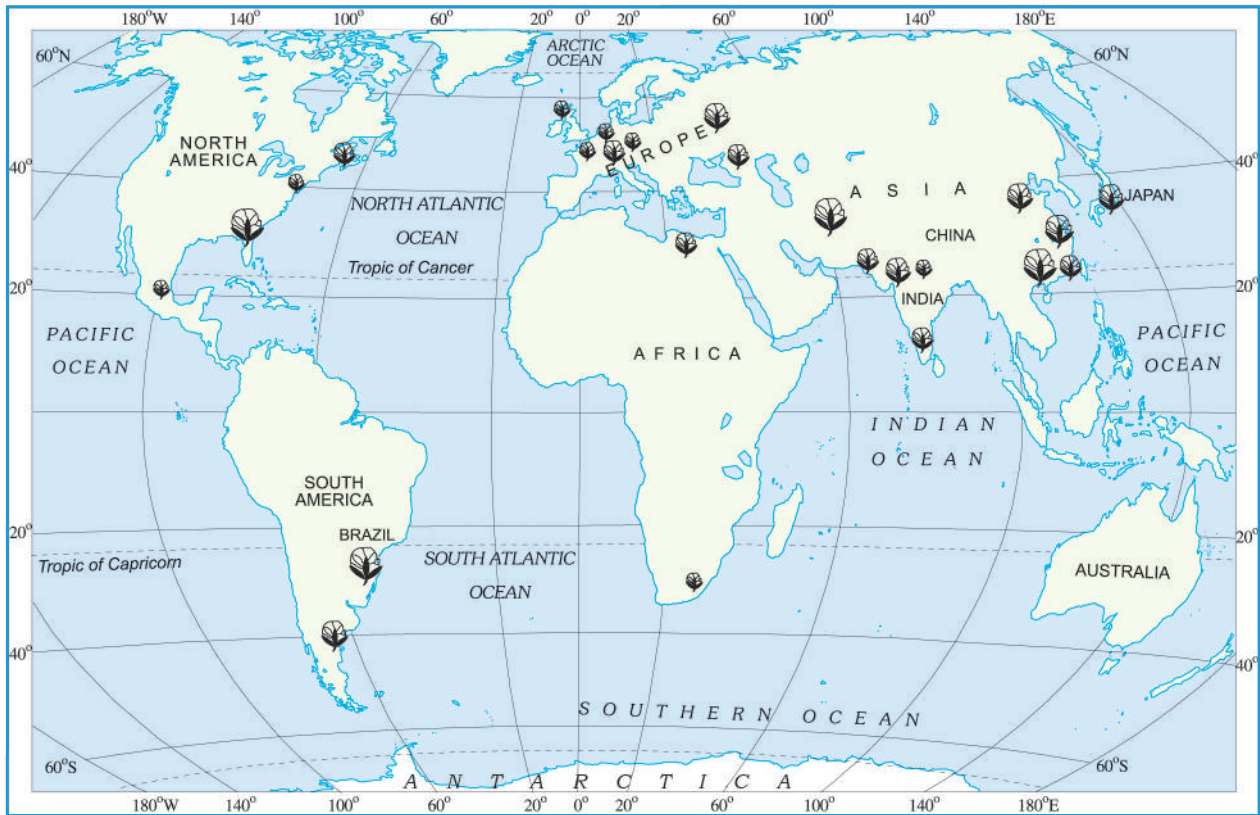 180°W 140° 100° 60° 20° 0° 20° 60° 100° 140° 180°E
60°N
ARCTIC
OCEAN
60°N
NORTH
AMERICA
EUROPE
40°
40°
ASIA
JAPAN
NORTH ATLANTIC
OCEAN
CHINA
Tropic of Cancer
20°
20°
INDIA
PACIFIC
OCEAN
AFRICA
PACIFIC
OCEAN
INDIAN
OCEAN
SOUTH
AMERICA
BRAZIL
20°
20°
Tropic of Capricorn
SOUTH ATLANTIC
OCEAN
AUSTRALIA
40°
40°
SOUTHERN OCEAN
60°S
60°S
ANTARCTICA
180°W 140° 100° 60° 20° 0° 20° 60° 100° 140° 180°E